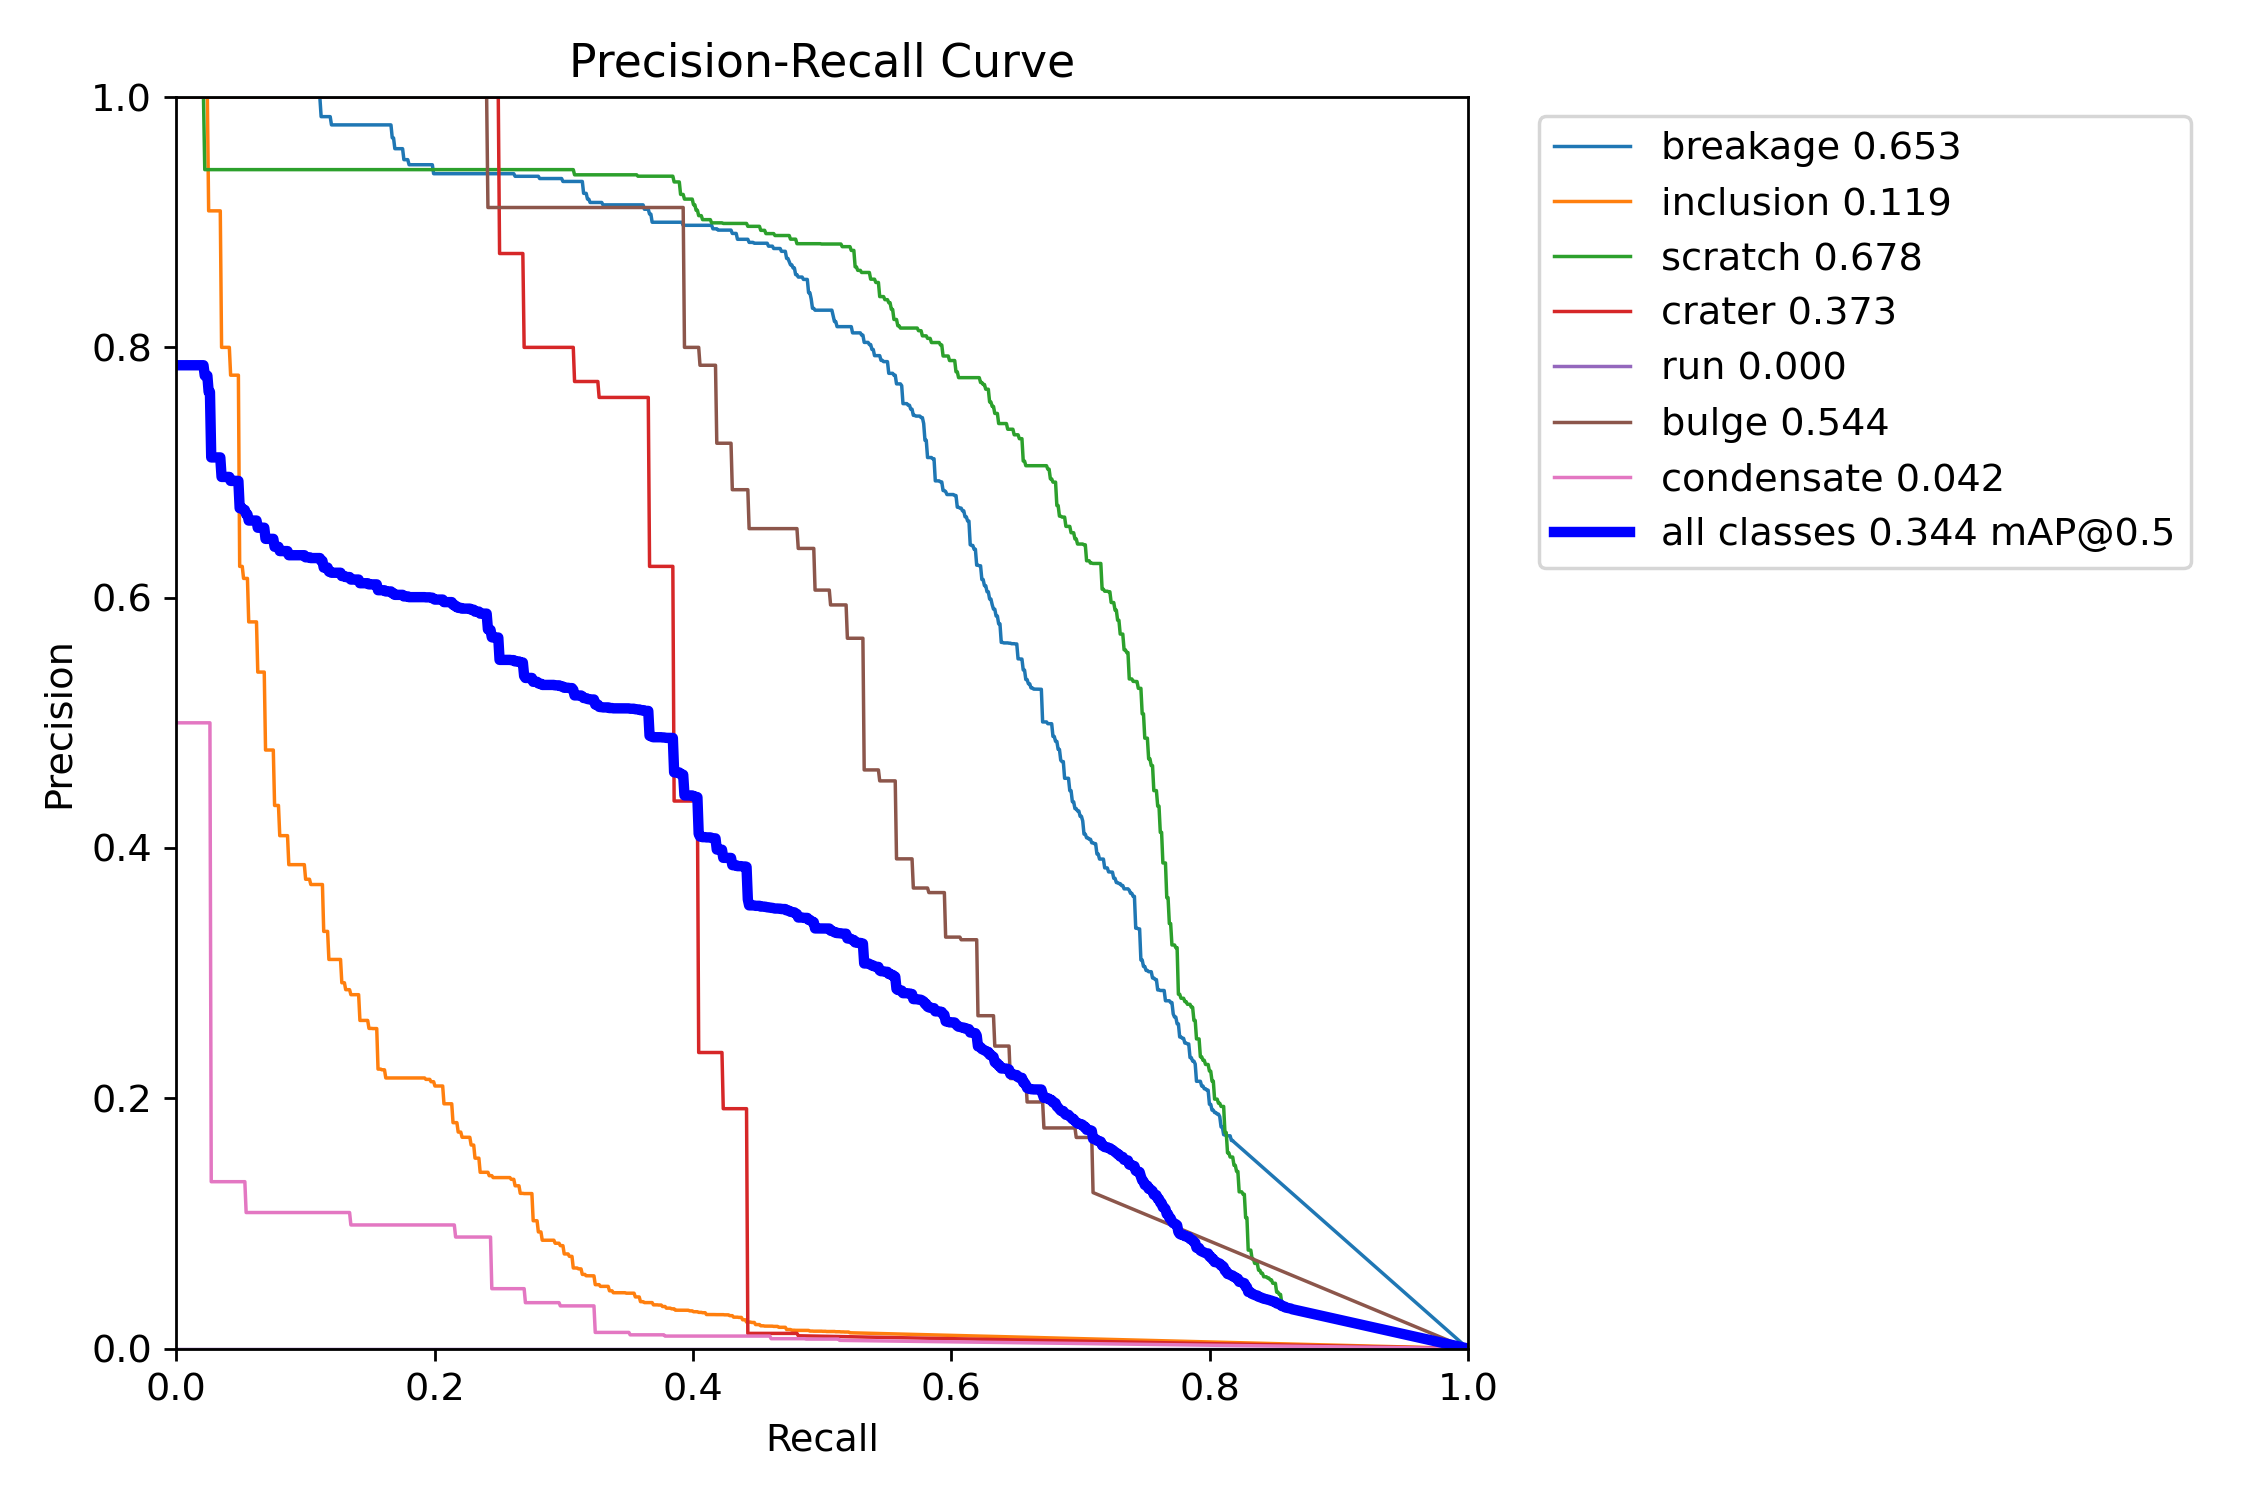 Precision-Recall Curve
1.0
0.8
0.6
0.4
0.2
0.0
Precision
0.0 0.2 0.4 0.6 0.8 1.0
Recall
breakage 0.653
inclusion 0.119
scratch 0.678
crater 0.373
run 0.000
bulge 0.544
condensate 0.042
all classes 0.344 mAP@0.5